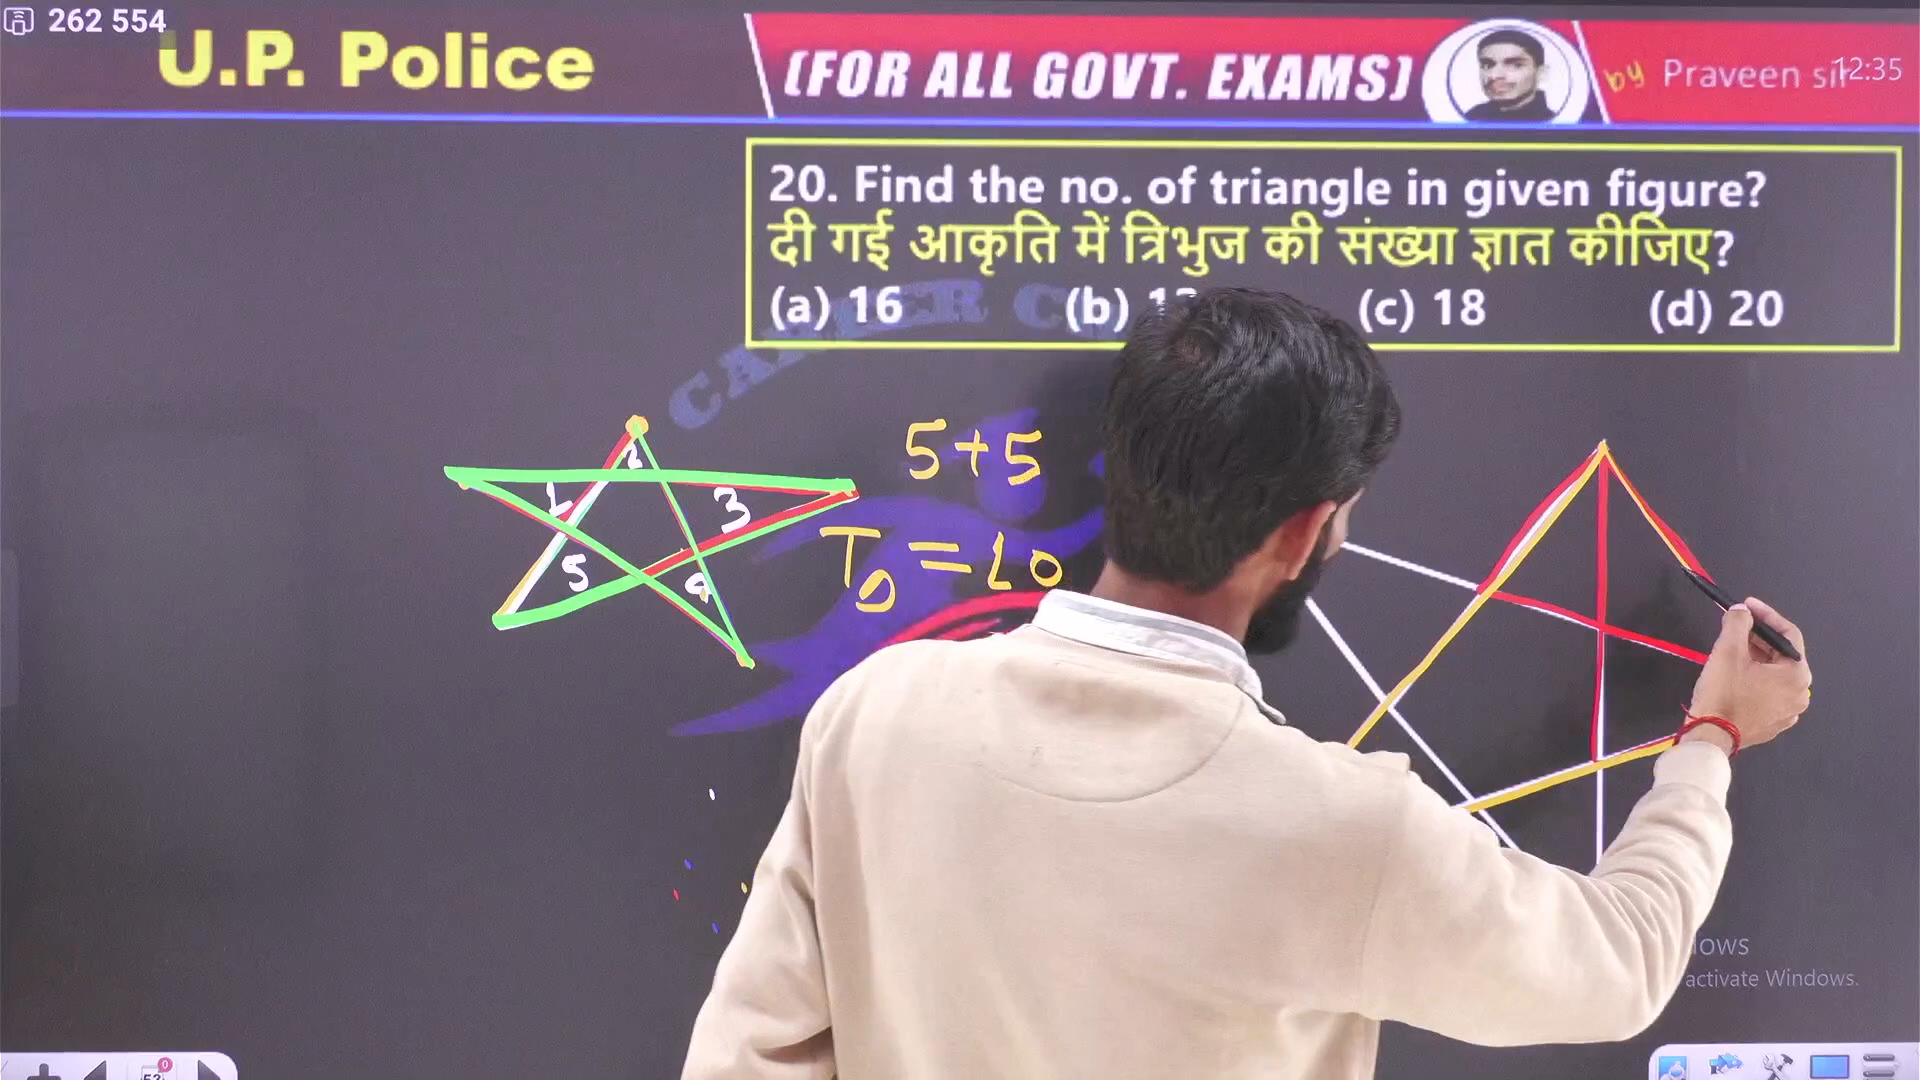 262 554
U.P. Police
(FOR ALL GOVT. EXAMS)
by Praveen sir
12:35
20. Find the no. of triangle in given figure?
दी गई आकृति में त्रिभुज की संख्या ज्ञात कीजिए?
(a) 16 (b) (c) 18 (d) 20
CAREER C
2
1 3
5
5+5
T = 10
activate Windows.